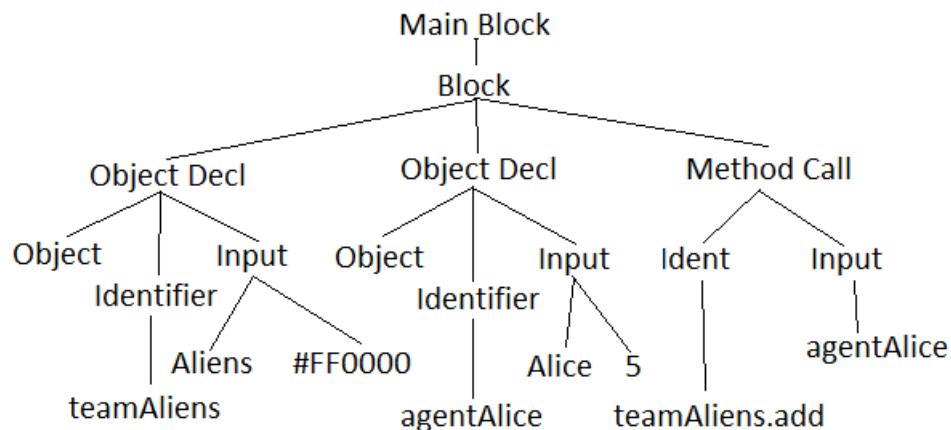 Main Block
Block
Object Decl Object Decl Method Call
Object Input Object Input Ident Input
Identifier Identifier
Aliens #FF0000 Alice 5 agentAlice
teamAliens agentAlice teamAliens.add